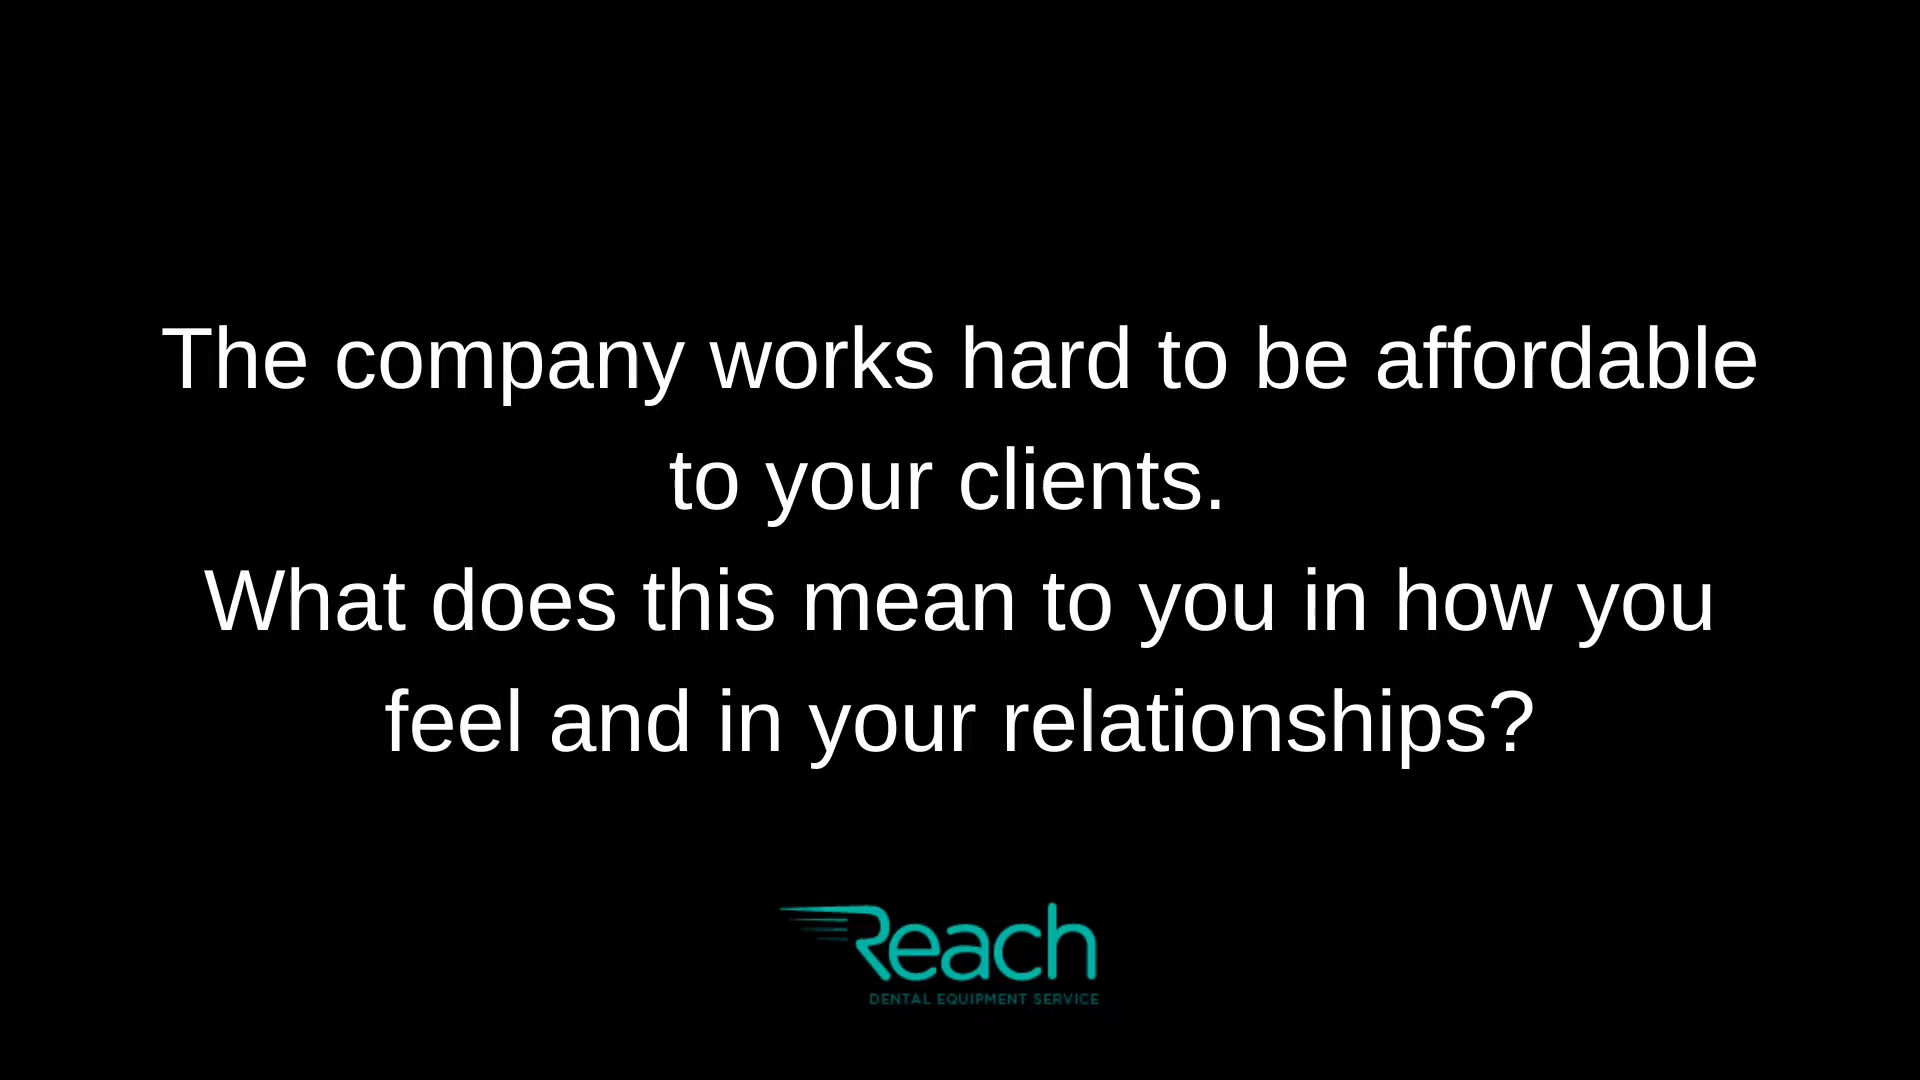 The company works hard to be affordable
to your clients.
What does this mean to you in how you
feel and in your relationships?
Reach
DENTAL EQUIPMENT SERVICE